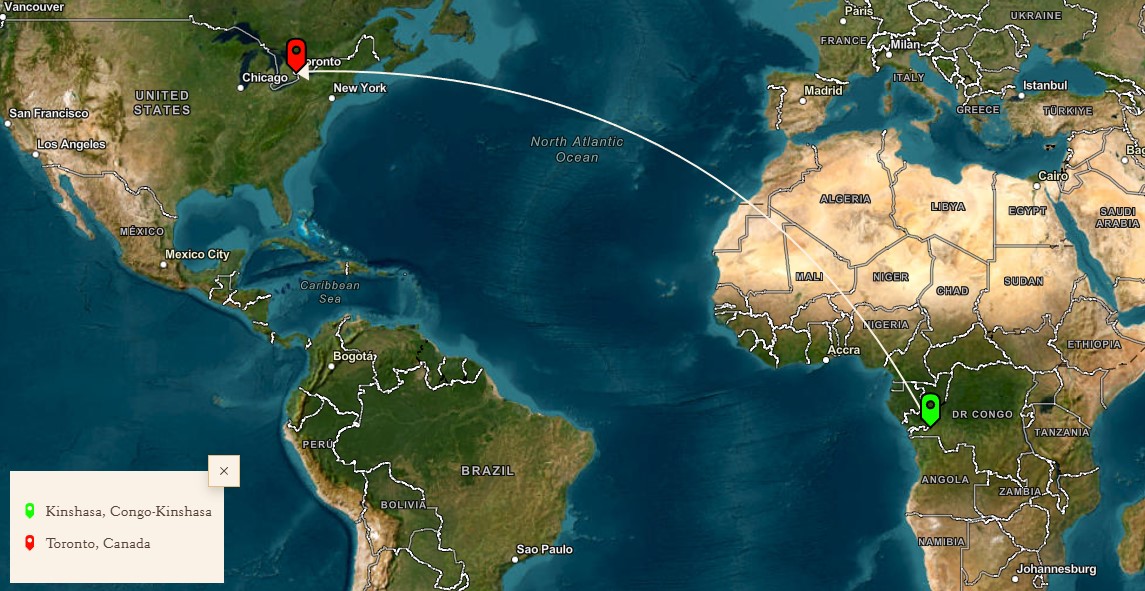 Vancouver
Paris
UKRAINE
FRANCE
Milan
Toronto
ITALY
Chicago
New York
Madrid
Istanbul
UNITED
STATES
GREECE
TÜRKIYE
San Francisco
Los Angeles
North Atlantic
Ocean
Bag
Cairo
ALGERIA
LIBYA
EGYPT
SAUDI
ARABIA
MÉXICO
Mexico City
MALI
NIGER
CHAD
SUDAN
Caribbean
Sea
NIGERIA
Bogotá
Accra
ETHIOPIA
DR CONGO
TANZANIA
PERÚ
BRAZIL
ANGOLA
ZAMBIA
BOLIVIA
Kinshasa, Congo-Kinshasa
Toronto, Canada
NAMIBIA
Sao Paulo
Johannesburg